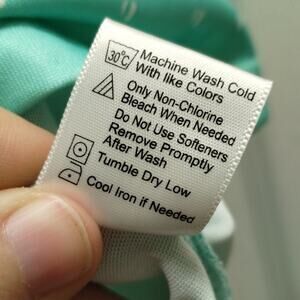 30°C
Machine Wash Cold
With like Colors
Only Non-Chlorine
Bleach When Needed
Do Not Use Softeners
Remove Promptly
After Wash
Tumble Dry Low
Cool Iron if Needed